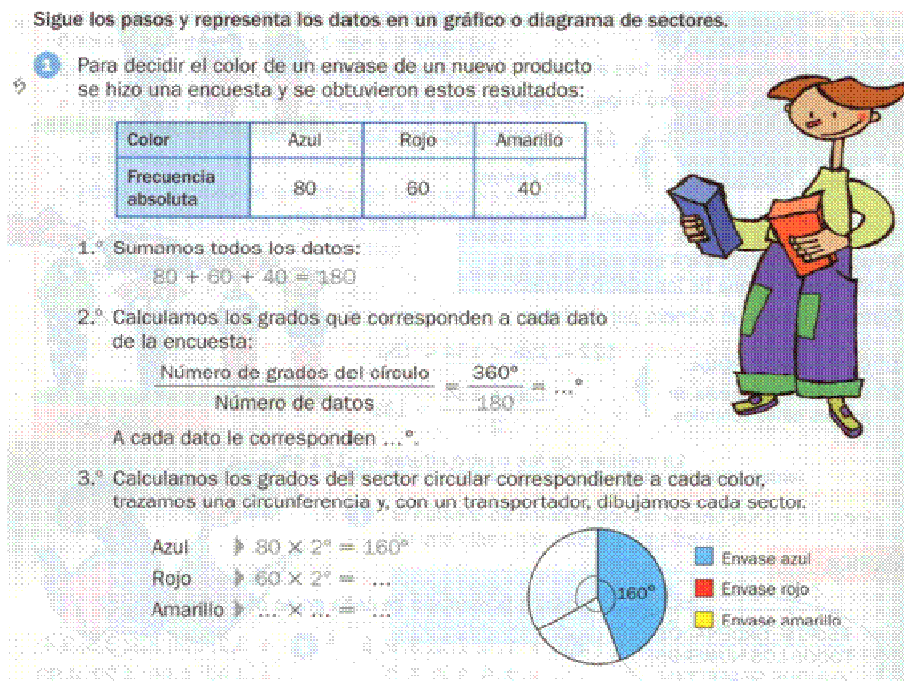 Sigue los pasos y representa los datos en un gráfico o diagrama de sectores.
1 Para decidir el color de un envase de un nuevo producto
se hizo una encuesta y se obtuvieron estos resultados:
Color Azul Rojo Amarillo
Frecuencia absoluta 80 60 40
1.º Sumamos todos los datos:
80 + 60 + 40 = 180
2.º Calculamos los grados que corresponden a cada dato
de la encuesta:
Número de grados del círculo / Número de datos = 360º / 180 = ...º
A cada dato le corresponden ...º.
3.º Calculamos los grados del sector circular correspondiente a cada color,
trazamos una circunferencia y, con un transportador, dibujamos cada sector.
Azul 80 × 2º = 160º
Rojo 60 × 2º = ...
Amarillo ... × ... = ...
160º
Envase azul
Envase rojo
Envase amarillo